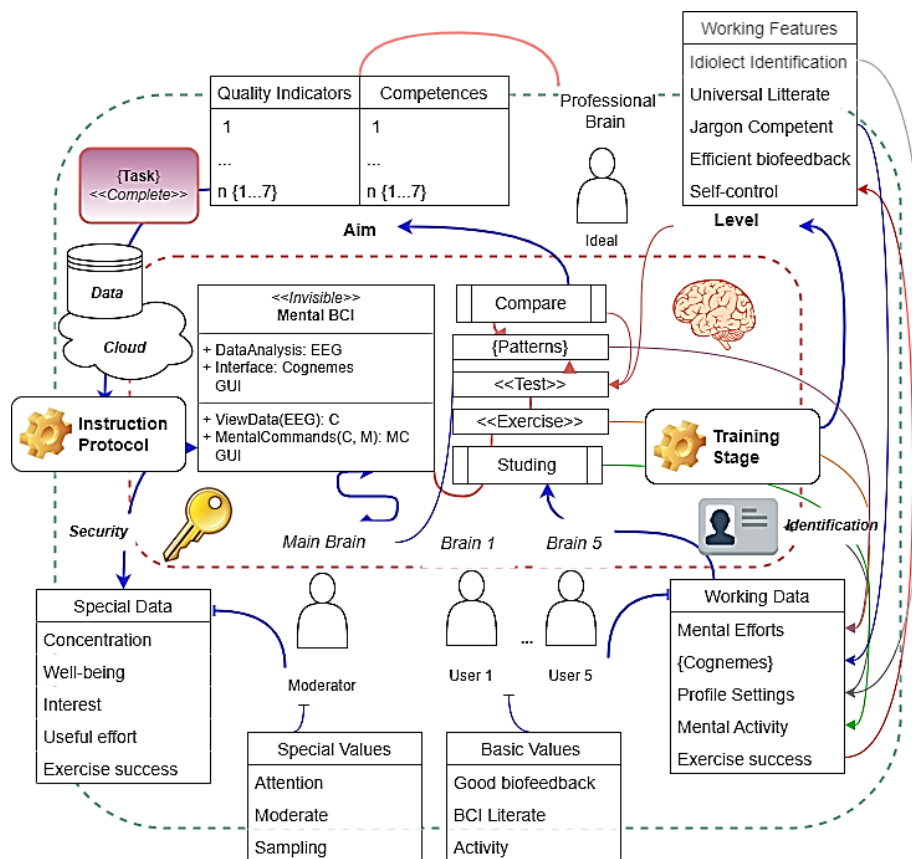 Working Features
Idiolect Identification
Universal Litterate
Jargon Competent
Efficient biofeedback
Self-control
Quality Indicators
Competences
1
1
...
...
n {1...7}
n {1...7}
Professional
Brain
Ideal
{Task}
<<Complete>>
Aim
Level
Data
Cloud
<<Invisible>>
Mental BCI
+ DataAnalysis: EEG
+ Interface: Cognemes
GUI
+ ViewData(EEG): C
+ MentalCommands(C, M): MC
GUI
Compare
{Patterns}
<<Test>>
<<Exercise>>
Studing
Instruction
Protocol
Training
Stage
Security
Identification
Main Brain
Brain 1
Brain 5
Special Data
Concentration
Well-being
Interest
Useful effort
Exercise success
Moderator
User 1
...
User 5
Working Data
Mental Efforts
{Cognemes}
Profile Settings
Mental Activity
Exercise success
Special Values
Attention
Moderate
Sampling
Basic Values
Good biofeedback
BCI Literate
Activity